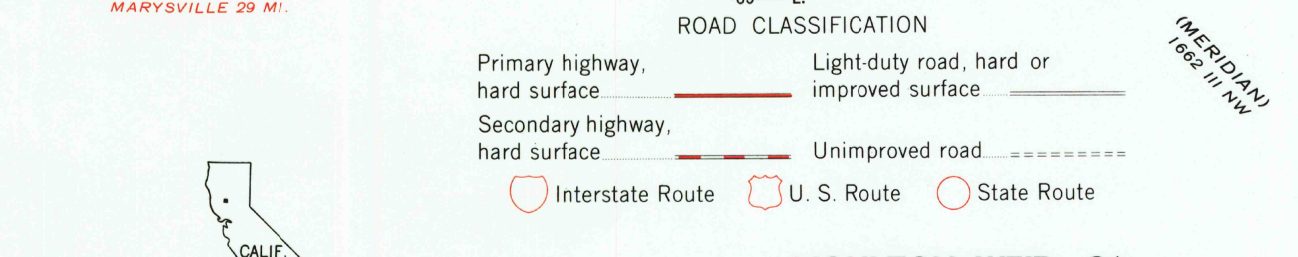 MARYSVILLE 29 MI.
ROAD CLASSIFICATION
Primary highway,
hard surface
Light-duty road, hard or
improved surface
Secondary highway,
hard surface
Unimproved road
Interstate Route
U. S. Route
State Route
(MERIDIAN)
1662 III NW
CALIF.